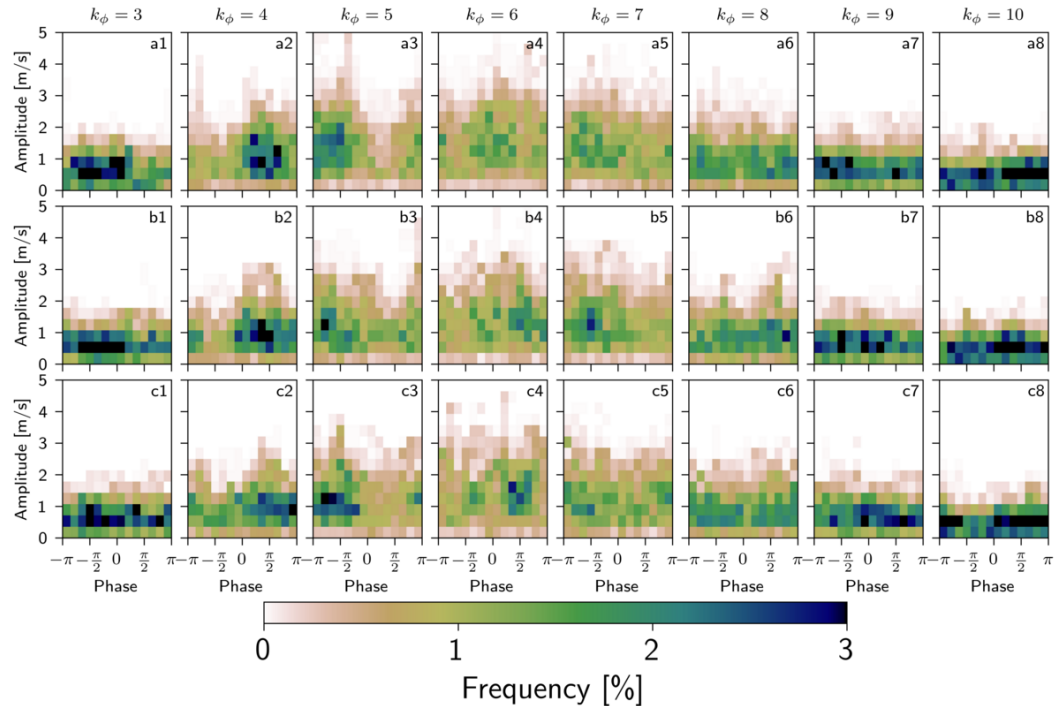 k_ϕ = 3 k_ϕ = 4 k_ϕ = 5 k_ϕ = 6 k_ϕ = 7 k_ϕ = 8 k_ϕ = 9 k_ϕ = 10
Amplitude [m/s]
5
4
3
2
1
0
a1 a2 a3 a4 a5 a6 a7 a8
Amplitude [m/s]
5
4
3
2
1
0
b1 b2 b3 b4 b5 b6 b7 b8
Amplitude [m/s]
5
4
3
2
1
0
c1 c2 c3 c4 c5 c6 c7 c8
−π −π/2 0 π/2 π −π −π/2 0 π/2 π −π −π/2 0 π/2 π −π −π/2 0 π/2 π −π −π/2 0 π/2 π −π −π/2 0 π/2 π −π −π/2 0 π/2 π −π −π/2 0 π/2 π
Phase Phase Phase Phase Phase Phase Phase Phase
0 1 2 3
Frequency [%]